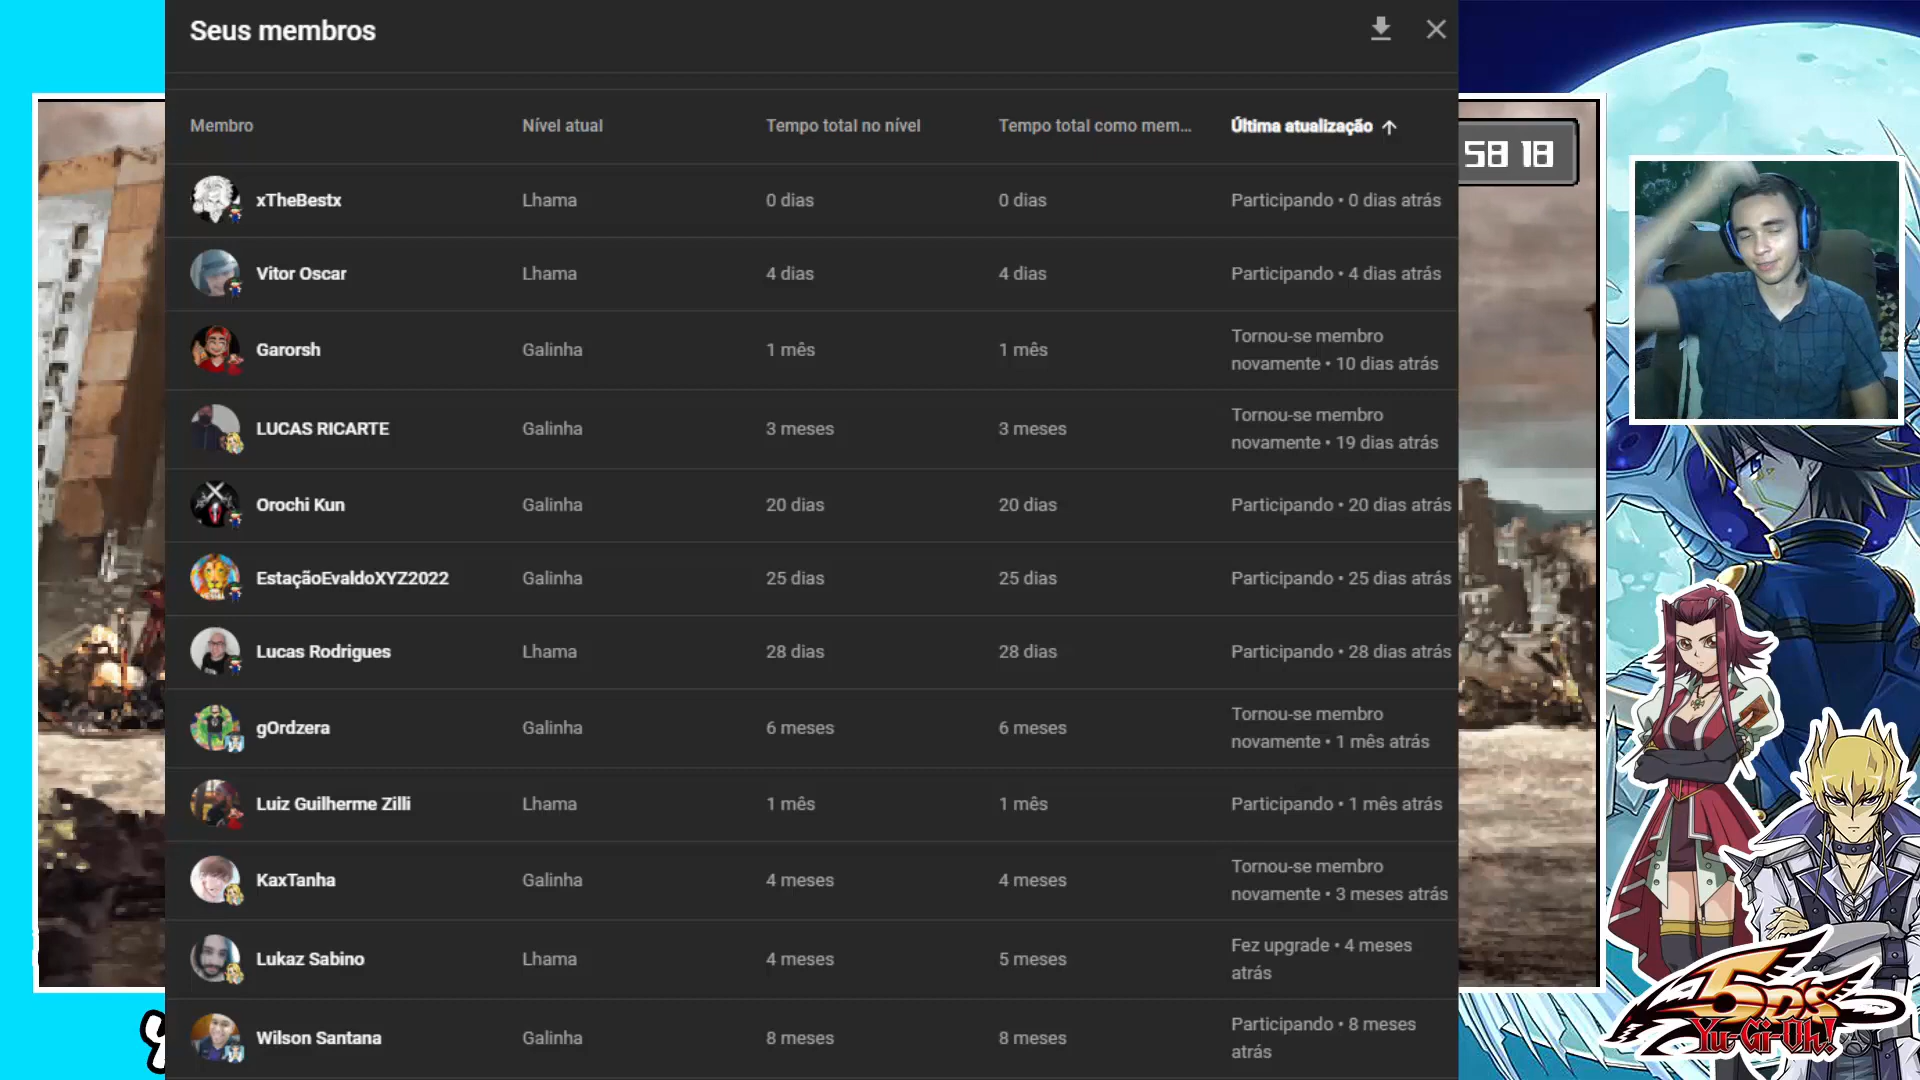 Seus membros
Membro Nível atual Tempo total no nível Tempo total como mem... Última atualização
58 18
xTheBestx Lhama 0 dias 0 dias Participando • 0 dias atrás
Vitor Oscar Lhama 4 dias 4 dias Participando • 4 dias atrás
Garorsh Galinha 1 mês 1 mês Tornou-se membro
novamente • 10 dias atrás
LUCAS RICARTE Galinha 3 meses 3 meses Tornou-se membro
novamente • 19 dias atrás
Orochi Kun Galinha 20 dias 20 dias Participando • 20 dias atrás
EstaçãoEvaldoXYZ2022 Galinha 25 dias 25 dias Participando • 25 dias atrás
Lucas Rodrigues Lhama 28 dias 28 dias Participando • 28 dias atrás
gOrdzera Galinha 6 meses 6 meses Tornou-se membro
novamente • 1 mês atrás
Luiz Guilherme Zilli Lhama 1 mês 1 mês Participando • 1 mês atrás
KaxTanha Galinha 4 meses 4 meses Tornou-se membro
novamente • 3 meses atrás
Lukaz Sabino Lhama 4 meses 5 meses Fez upgrade • 4 meses
atrás
Wilson Santana Galinha 8 meses 8 meses Participando • 8 meses
atrás
5D's
Yu-Gi-Oh!